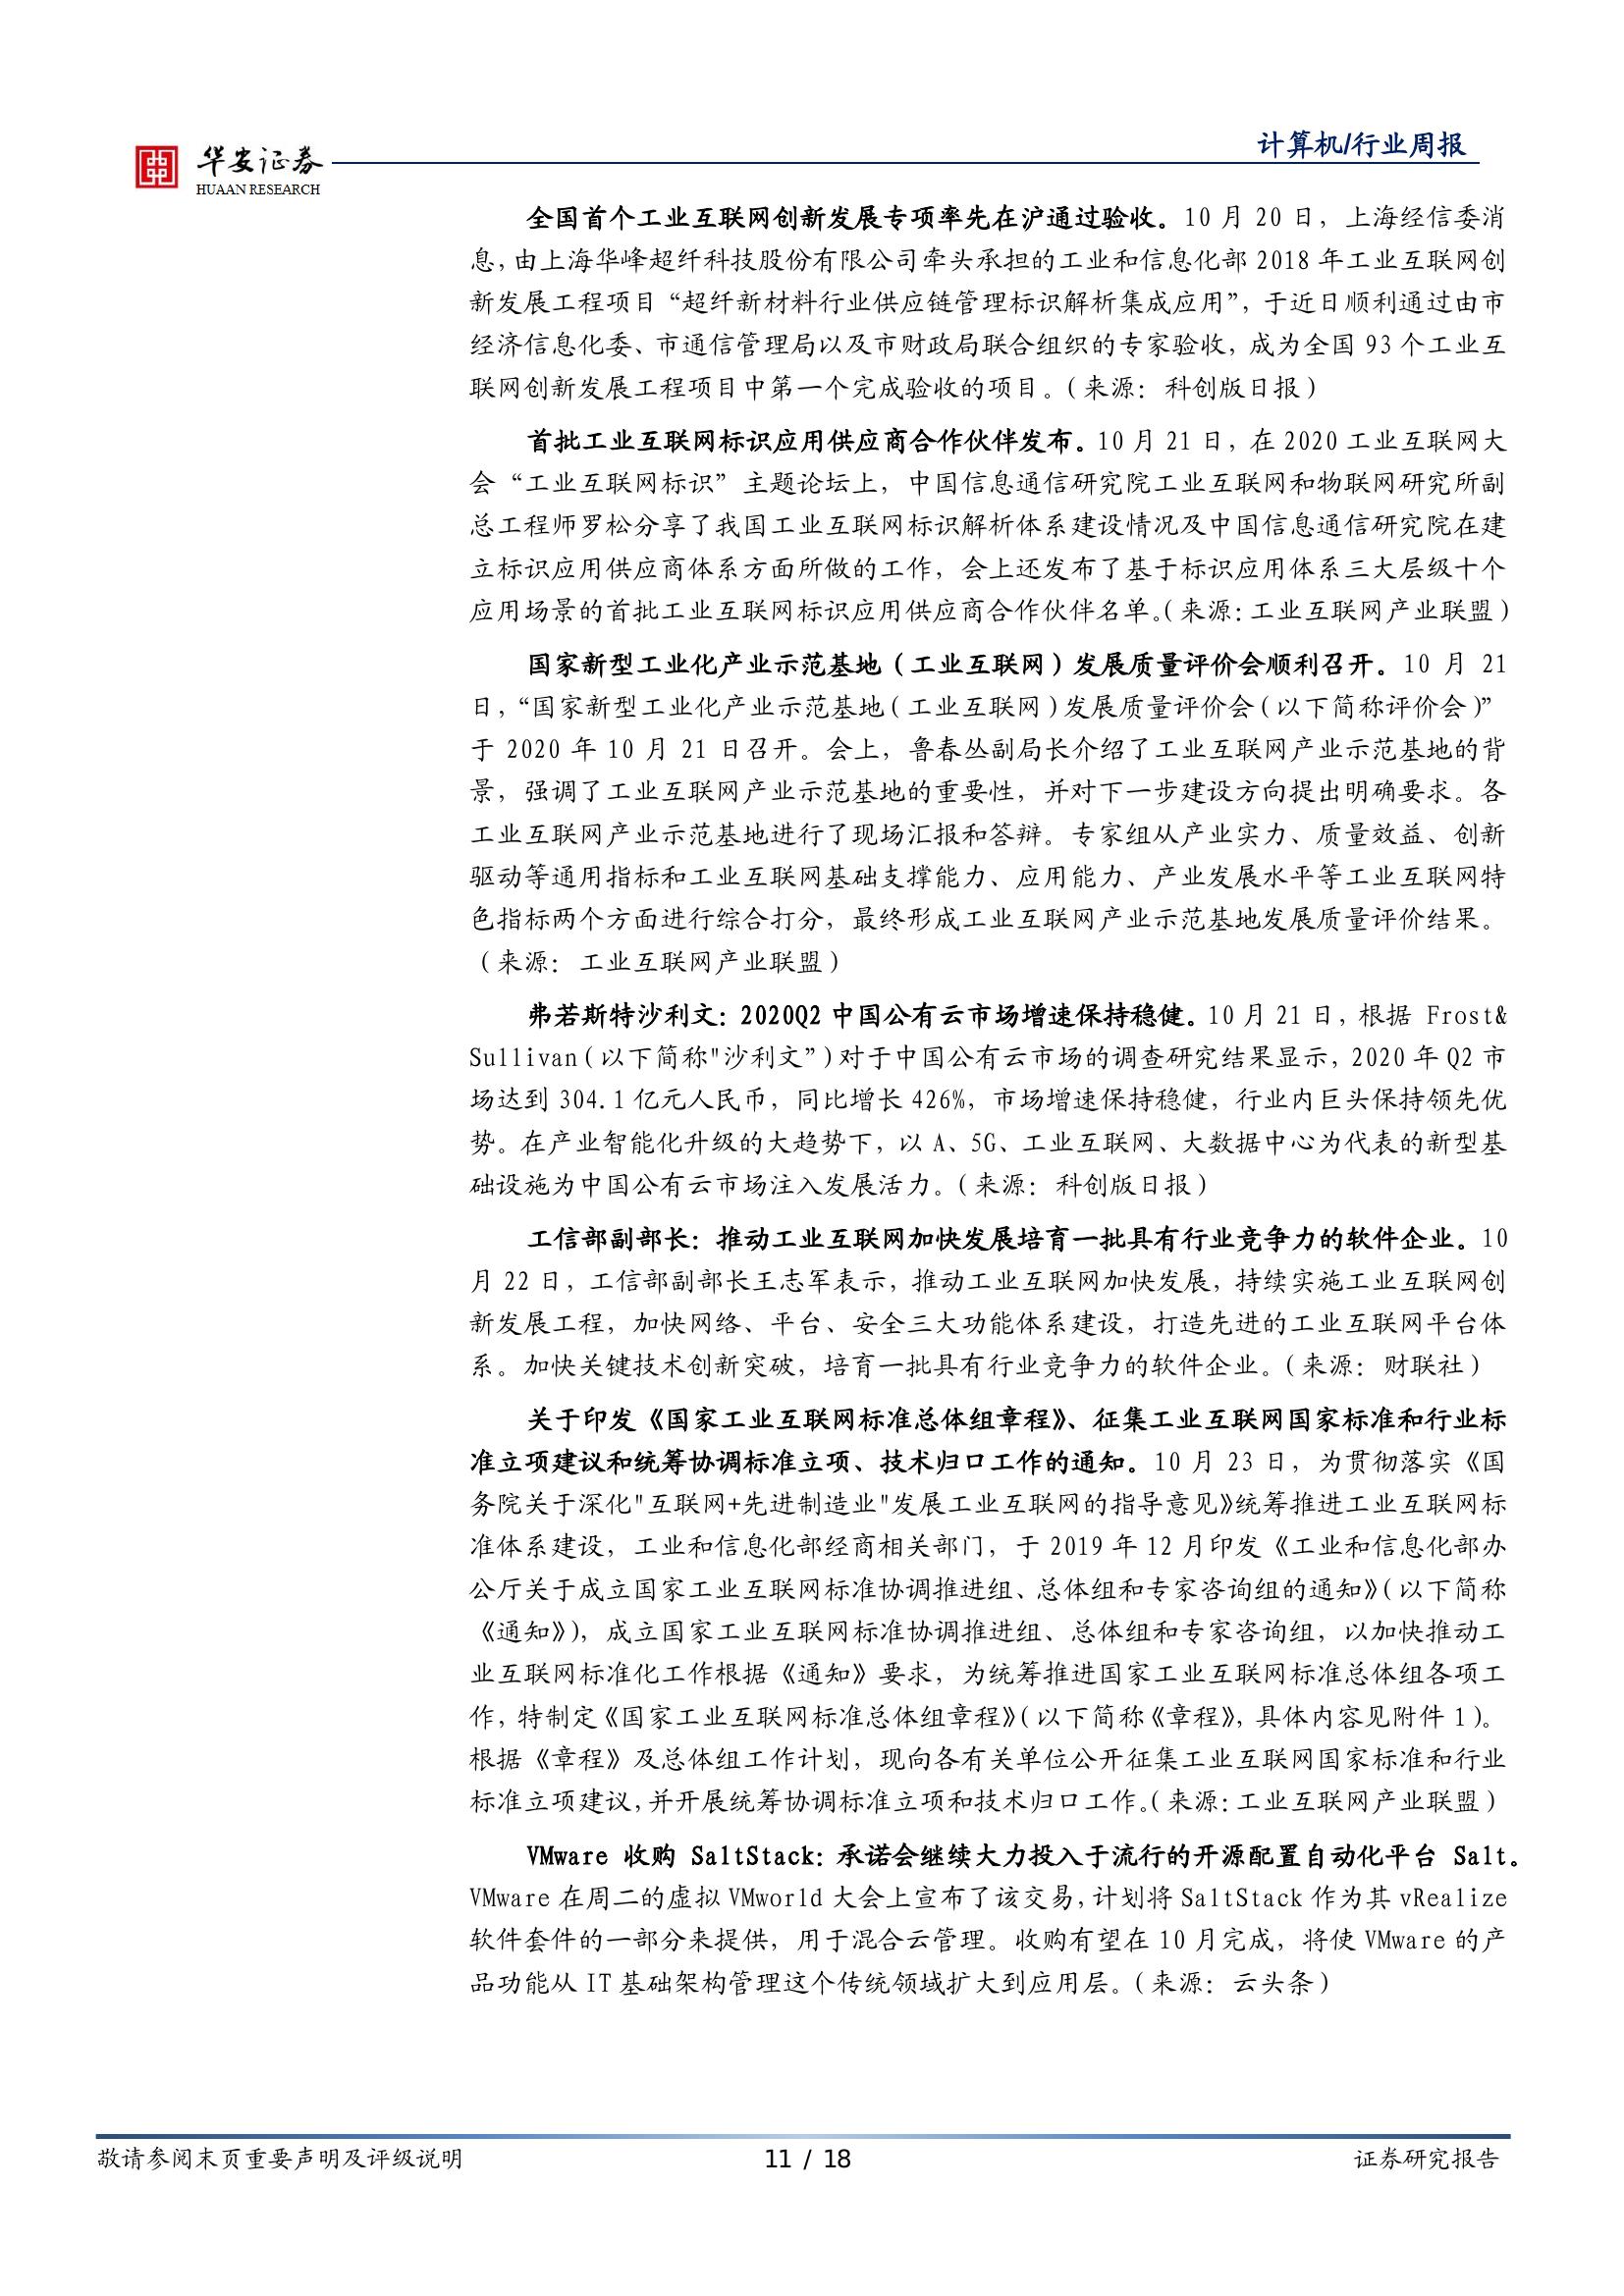 华安证券
HUAAN RESEARCH
计算机/行业周报
全国首个工业互联网创新发展专项率先在沪通过验收。10 月 20 日，上海经信委消
息，由上海华峰超纤科技股份有限公司牵头承担的工业和信息化部 2018 年工业互联网创
新发展工程项目“超纤新材料行业供应链管理标识解析集成应用”，于近日顺利通过由市
经济信息化委、市通信管理局以及市财政局联合组织的专家验收，成为全国 93 个工业互
联网创新发展工程项目中第一个完成验收的项目。（来源：科创版日报）
首批工业互联网标识应用供应商合作伙伴发布。10 月 21 日，在 2020 工业互联网大
会“工业互联网标识”主题论坛上，中国信息通信研究院工业互联网和物联网研究所副
总工程师罗松分享了我国工业互联网标识解析体系建设情况及中国信息通信研究院在建
立标识应用供应商体系方面所做的工作，会上还发布了基于标识应用体系三大层级十个
应用场景的首批工业互联网标识应用供应商合作伙伴名单。（来源：工业互联网产业联盟）
国家新型工业化产业示范基地（工业互联网）发展质量评价会顺利召开。10 月 21
日，“国家新型工业化产业示范基地（工业互联网）发展质量评价会（以下简称评价会）”
于 2020 年 10 月 21 日召开。会上，鲁春丛副局长介绍了工业互联网产业示范基地的背
景，强调了工业互联网产业示范基地的重要性，并对下一步建设方向提出明确要求。各
工业互联网产业示范基地进行了现场汇报和答辩。专家组从产业实力、质量效益、创新
驱动等通用指标和工业互联网基础支撑能力、应用能力、产业发展水平等工业互联网特
色指标两个方面进行综合打分，最终形成工业互联网产业示范基地发展质量评价结果。
（来源：工业互联网产业联盟）
弗若斯特沙利文：2020Q2 中国公有云市场增速保持稳健。10 月 21 日，根据 Frost&
Sullivan（以下简称"沙利文”）对于中国公有云市场的调查研究结果显示，2020 年 Q2 市
场达到 304.1 亿元人民币，同比增长 426%，市场增速保持稳健，行业内巨头保持领先优
势。在产业智能化升级的大趋势下，以 A、5G、工业互联网、大数据中心为代表的新型基
础设施为中国公有云市场注入发展活力。（来源：科创版日报）
工信部副部长：推动工业互联网加快发展培育一批具有行业竞争力的软件企业。10
月 22 日，工信部副部长王志军表示，推动工业互联网加快发展，持续实施工业互联网创
新发展工程，加快网络、平台、安全三大功能体系建设，打造先进的工业互联网平台体
系。加快关键技术创新突破，培育一批具有行业竞争力的软件企业。（来源：财联社）
关于印发《国家工业互联网标准总体组章程》、征集工业互联网国家标准和行业标
准立项建议和统筹协调标准立项、技术归口工作的通知。10 月 23 日，为贯彻落实《国
务院关于深化"互联网+先进制造业"发展工业互联网的指导意见》统筹推进工业互联网标
准体系建设，工业和信息化部经商相关部门，于 2019 年 12 月印发《工业和信息化部办
公厅关于成立国家工业互联网标准协调推进组、总体组和专家咨询组的通知》（以下简称
《通知》），成立国家工业互联网标准协调推进组、总体组和专家咨询组，以加快推动工
业互联网标准化工作根据《通知》要求，为统筹推进国家工业互联网标准总体组各项工
作，特制定《国家工业互联网标准总体组章程》（以下简称《章程》，具体内容见附件 1）。
根据《章程》及总体组工作计划，现向各有关单位公开征集工业互联网国家标准和行业
标准立项建议，并开展统筹协调标准立项和技术归口工作。（来源：工业互联网产业联盟）
VMware 收购 SaltStack：承诺会继续大力投入于流行的开源配置自动化平台 Salt。
VMware 在周二的虚拟 VMworld 大会上宣布了该交易，计划将 SaltStack 作为其 vRealize
软件套件的一部分来提供，用于混合云管理。收购有望在 10 月完成，将使 VMware 的产
品功能从 IT 基础架构管理这个传统领域扩大到应用层。（来源：云头条）
敬请参阅末页重要声明及评级说明
11 / 18
证券研究报告